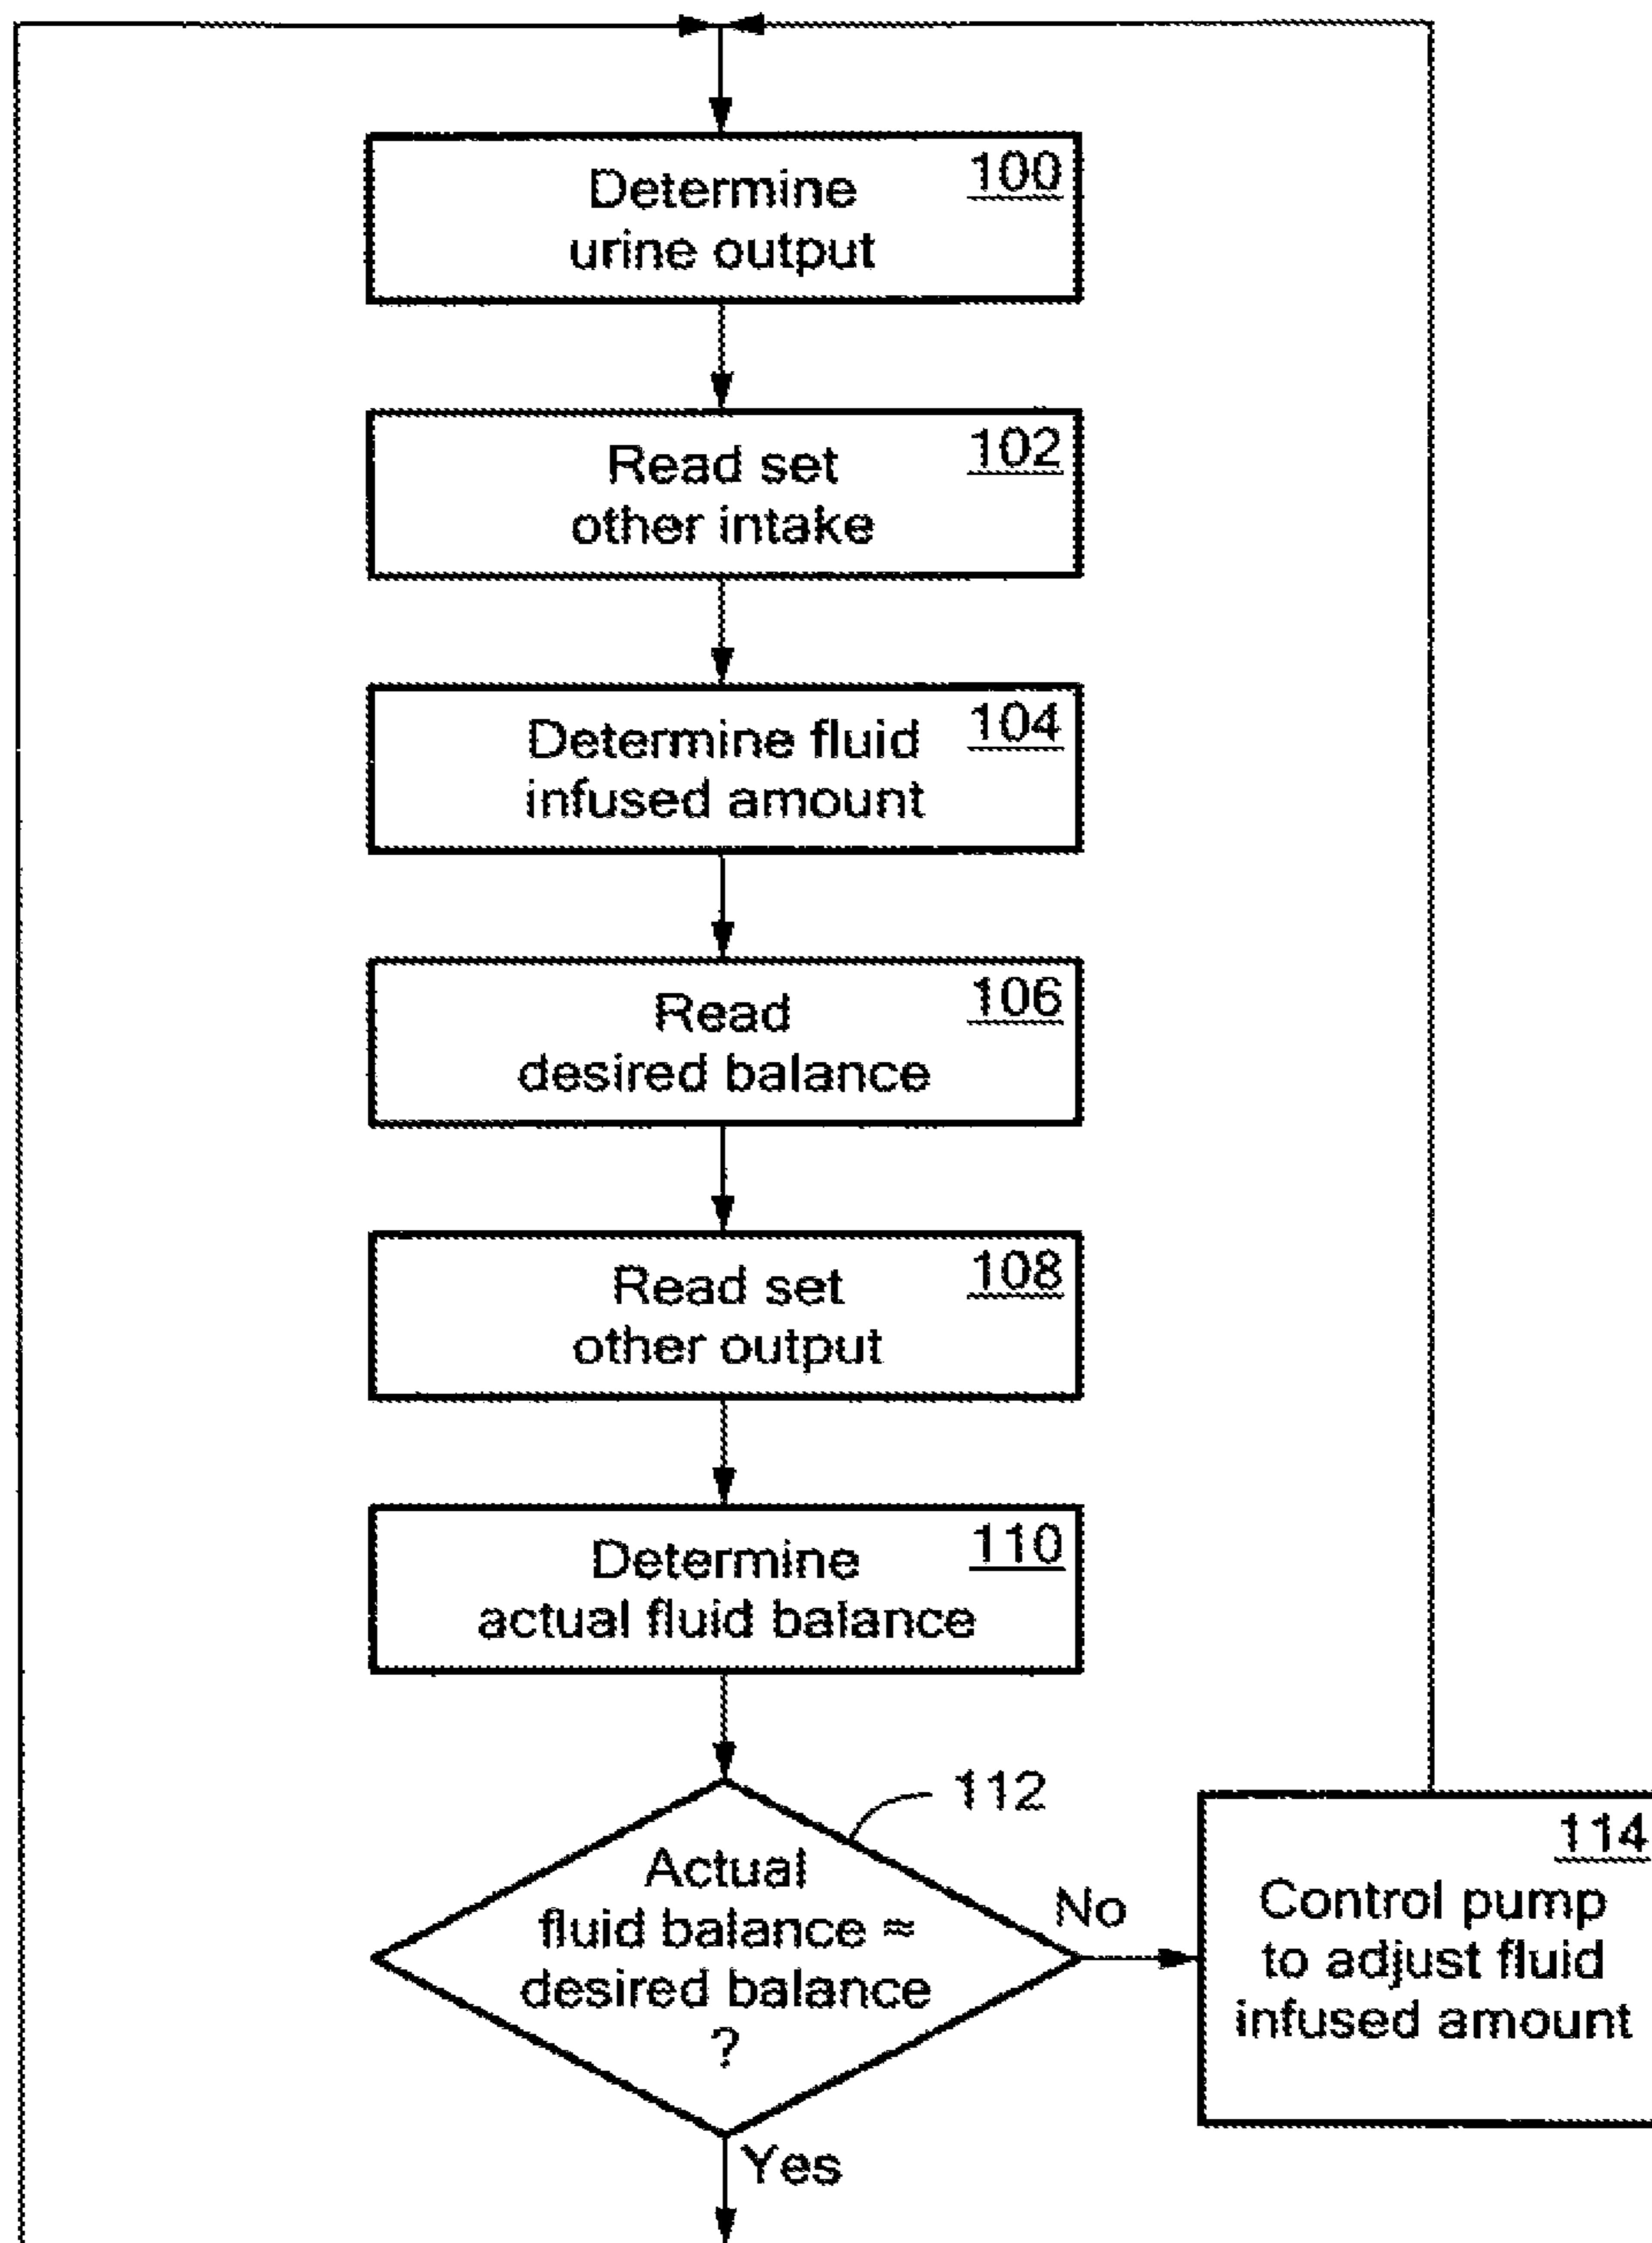 100
Determine
urine output
102
Read set
other intake
104
Determine fluid
infused amount
106
Read
desired balance
108
Read set
other output
110
Determine
actual fluid balance
112
Actual
fluid balance ≈
desired balance
?
No
Yes
114
Control pump
to adjust fluid
infused amount